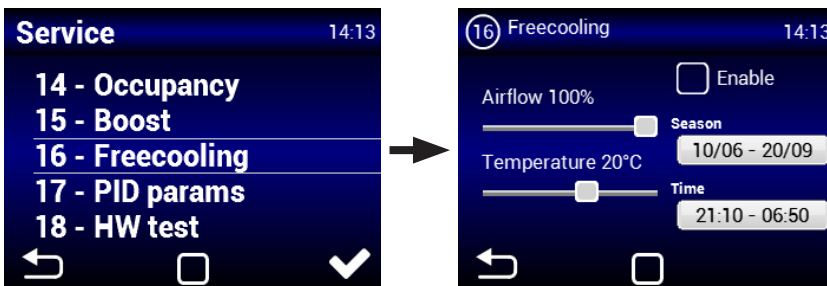 Service 14:13
14 - Occupancy
15 - Boost
16 - Freecooling
17 - PID params
18 - HW test
16 Freecooling 14:13
Enable
Airflow 100%
Season
10/06 - 20/09
Temperature 20°C
Time
21:10 - 06:50